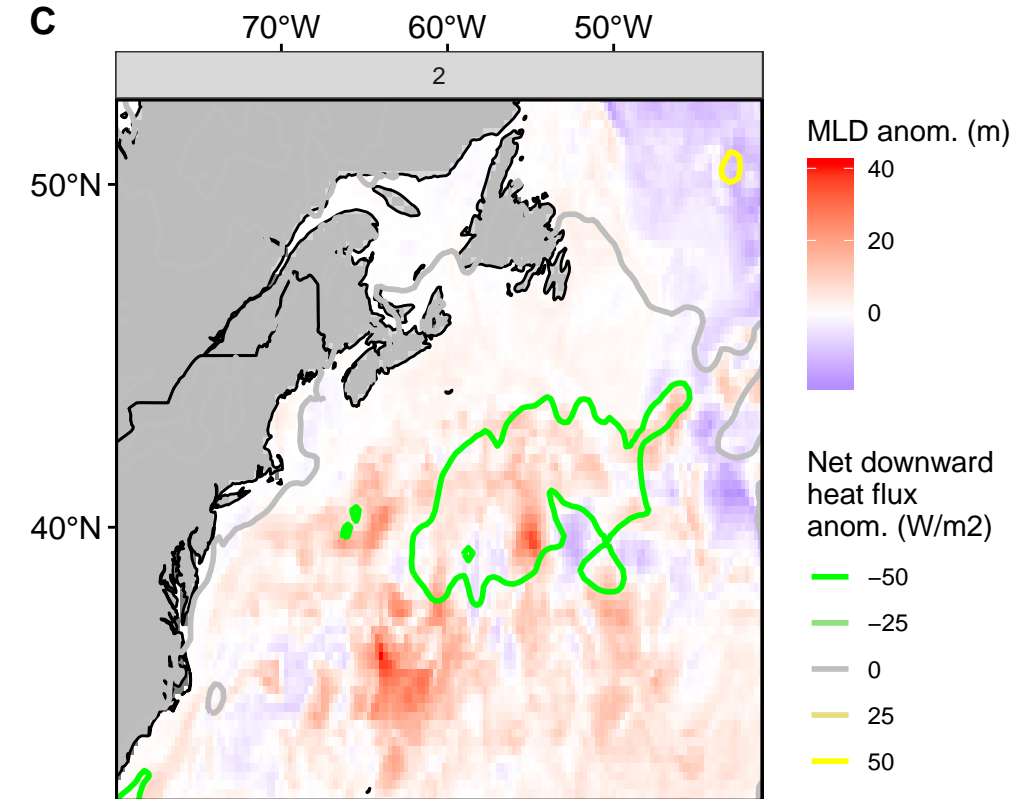 C
70°W 60°W 50°W
2
50°N
40°N
MLD anom. (m)
40
20
0
Net downward
heat flux
anom. (W/m2)
−50
−25
0
25
50